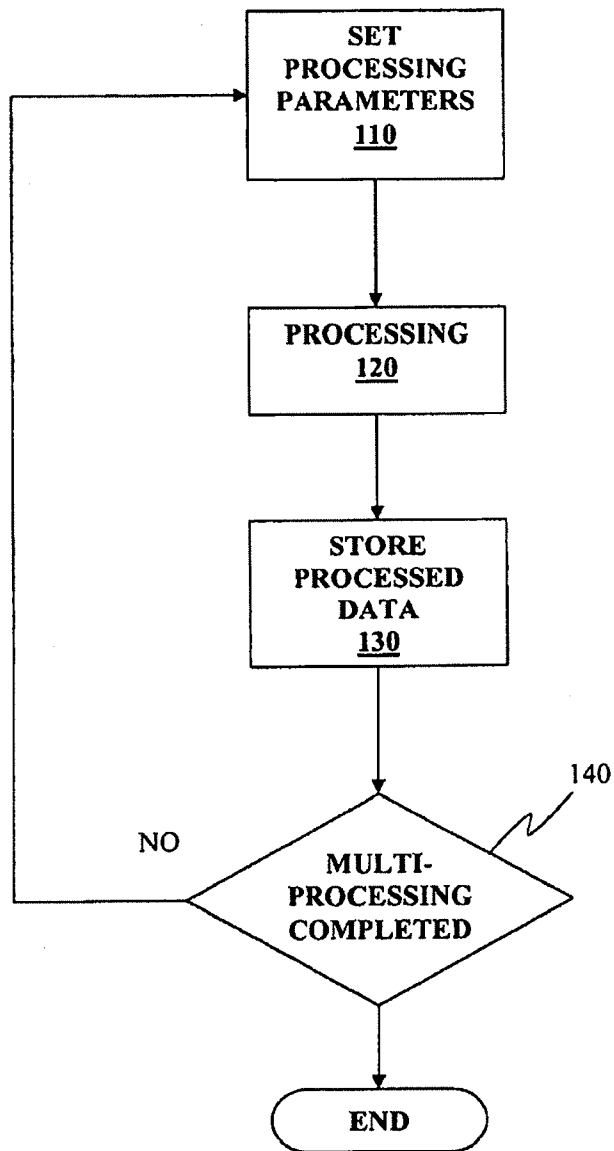 SET
PROCESSING
PARAMETERS
110
PROCESSING
120
STORE
PROCESSED
DATA
130
140
NO
MULTI-
PROCESSING
COMPLETED
END